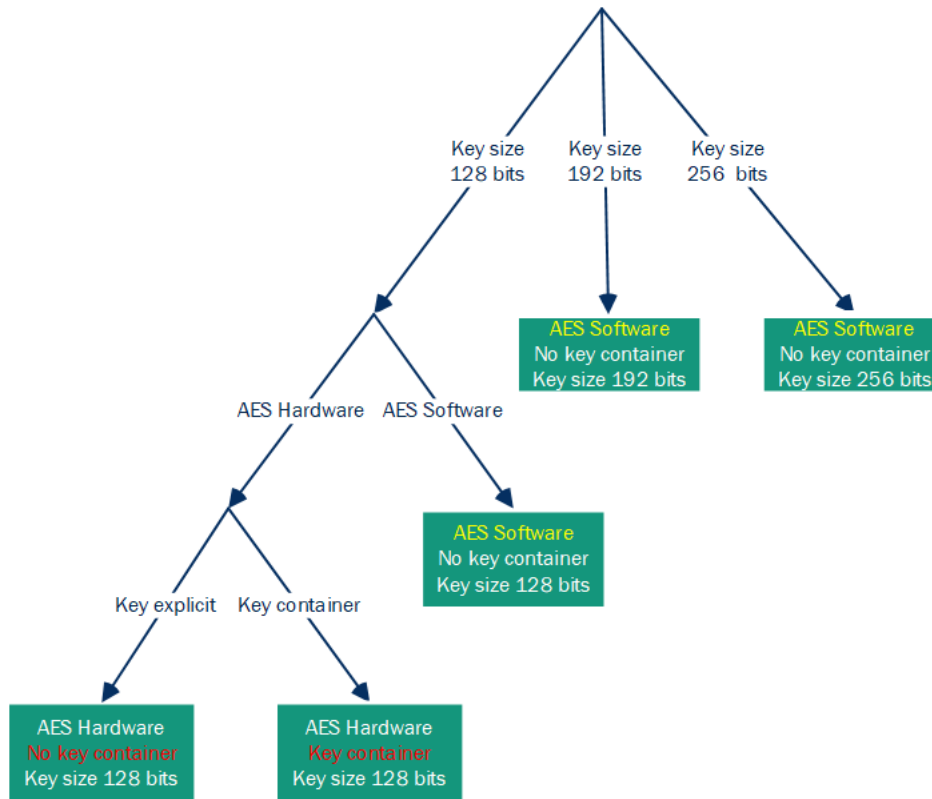 Key size
128 bits
Key size
192 bits
Key size
256 bits
AES Software
No key container
Key size 192 bits
AES Software
No key container
Key size 256 bits
AES Hardware
AES Software
AES Software
No key container
Key size 128 bits
Key explicit
Key container
AES Hardware
No key container
Key size 128 bits
AES Hardware
Key container
Key size 128 bits